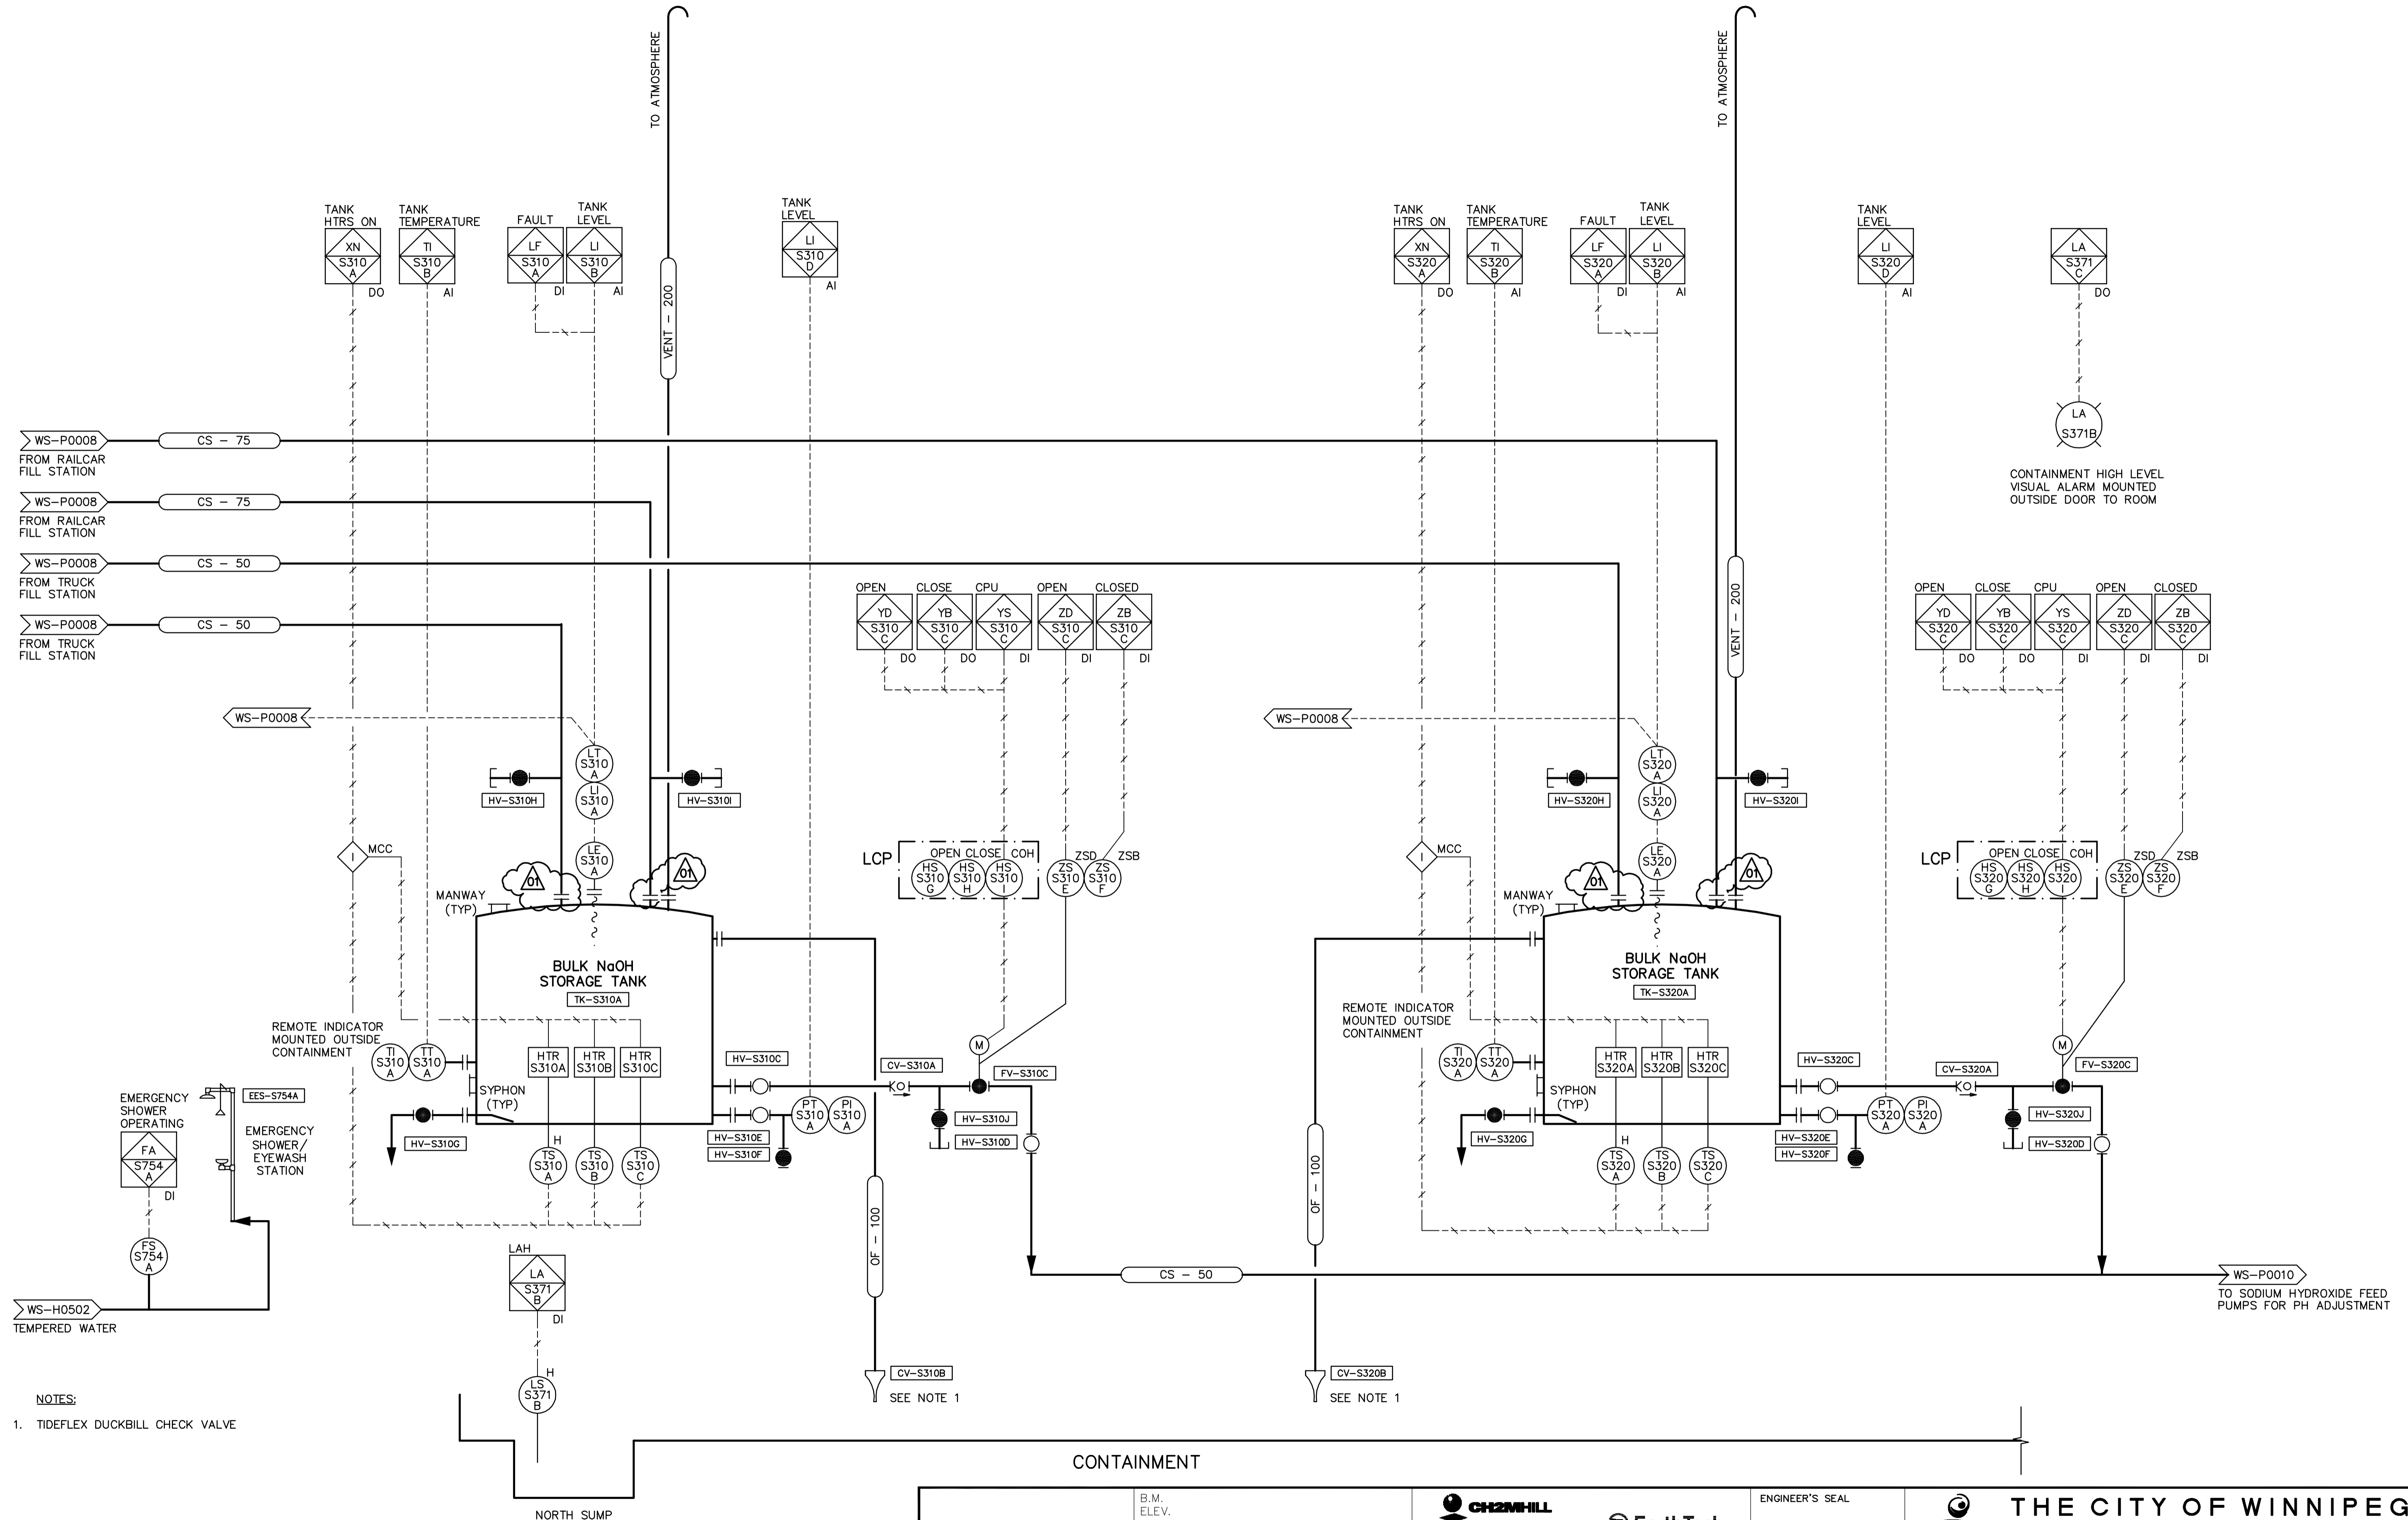 TO ATMOSPHERE
TO ATMOSPHERE
TANK
HTRS ON
XN
S310
A
DO
TANK
TEMPERATURE
TI
S310
B
AI
FAULT
LF
S310
A
DI
TANK
LEVEL
LI
S310
B
AI
VENT - 200
TANK
LEVEL
LI
S310
D
AI
TANK
HTRS ON
XN
S320
A
DO
TANK
TEMPERATURE
TI
S320
B
AI
FAULT
LF
S320
A
DI
TANK
LEVEL
LI
S320
B
AI
VENT - 200
TANK
LEVEL
LI
S320
D
AI
LA
S371
C
DO
LA
S371B
CONTAINMENT HIGH LEVEL
VISUAL ALARM MOUNTED
OUTSIDE DOOR TO ROOM
WS-P0008
CS - 75
FROM RAILCAR
FILL STATION
WS-P0008
CS - 75
FROM RAILCAR
FILL STATION
WS-P0008
CS - 50
FROM TRUCK
FILL STATION
WS-P0008
CS - 50
FROM TRUCK
FILL STATION
OPEN
YD
S310
C
DO
CLOSE
YB
S310
C
DO
CPU
YS
S310
C
DI
OPEN
ZD
S310
C
DI
CLOSED
ZB
S310
C
DI
OPEN
YD
S320
C
DO
CLOSE
YB
S320
C
DO
CPU
YS
S320
C
DI
OPEN
ZD
S320
C
DI
CLOSED
ZB
S320
C
DI
WS-P0008
LT
S310
A
LI
S310
A
LE
S310
A
HV-S310H
HV-S310I
MCC
I
01
01
MANWAY
(TYP)
LCP
OPEN CLOSE COH
HS
S310
G
HS
S310
H
HS
S310
I
ZSD
ZS
S310
E
ZSB
ZS
S310
F
WS-P0008
LT
S320
A
LI
S320
A
LE
S320
A
HV-S320H
HV-S320I
MCC
I
01
01
MANWAY
(TYP)
LCP
OPEN CLOSE COH
HS
S320
G
HS
S320
H
HS
S320
I
ZSD
ZS
S320
E
ZSB
ZS
S320
F
BULK NaOH
STORAGE TANK
TK-S310A
REMOTE INDICATOR
MOUNTED OUTSIDE
CONTAINMENT
TI
S310
A
TT
S310
A
HTR
S310A
HTR
S310B
HTR
S310C
SYPHON
(TYP)
HV-S310G
HV-S310C
HV-S310E
HV-S310F
PT
S310
A
PI
S310
A
CV-S310A
M
FV-S310C
HV-S310J
HV-S310D
H
TS
S310
A
TS
S310
B
TS
S310
C
OF - 100
BULK NaOH
STORAGE TANK
TK-S320A
REMOTE INDICATOR
MOUNTED OUTSIDE
CONTAINMENT
TI
S320
A
TT
S320
A
HTR
S320A
HTR
S320B
HTR
S320C
SYPHON
(TYP)
HV-S320G
HV-S320C
HV-S320E
HV-S320F
PT
S320
A
PI
S320
A
CV-S320A
M
FV-S320C
HV-S320J
HV-S320D
H
TS
S320
A
TS
S320
B
TS
S320
C
OF - 100
EMERGENCY
SHOWER
OPERATING
FA
S754
A
DI
EES-S754A
EMERGENCY
SHOWER/
EYEWASH
STATION
FS
S754
A
WS-H0502
TEMPERED WATER
LAH
LA
S371
B
DI
H
LS
S371
B
CS - 50
WS-P0010
TO SODIUM HYDROXIDE FEED
PUMPS FOR PH ADJUSTMENT
CV-S310B
SEE NOTE 1
CV-S320B
SEE NOTE 1
NOTES:
1. TIDEFLEX DUCKBILL CHECK VALVE
CONTAINMENT
NORTH SUMP
B.M.
ELEV.
CH2MHILL
ENGINEER'S SEAL
THE CITY OF WINNIPEG